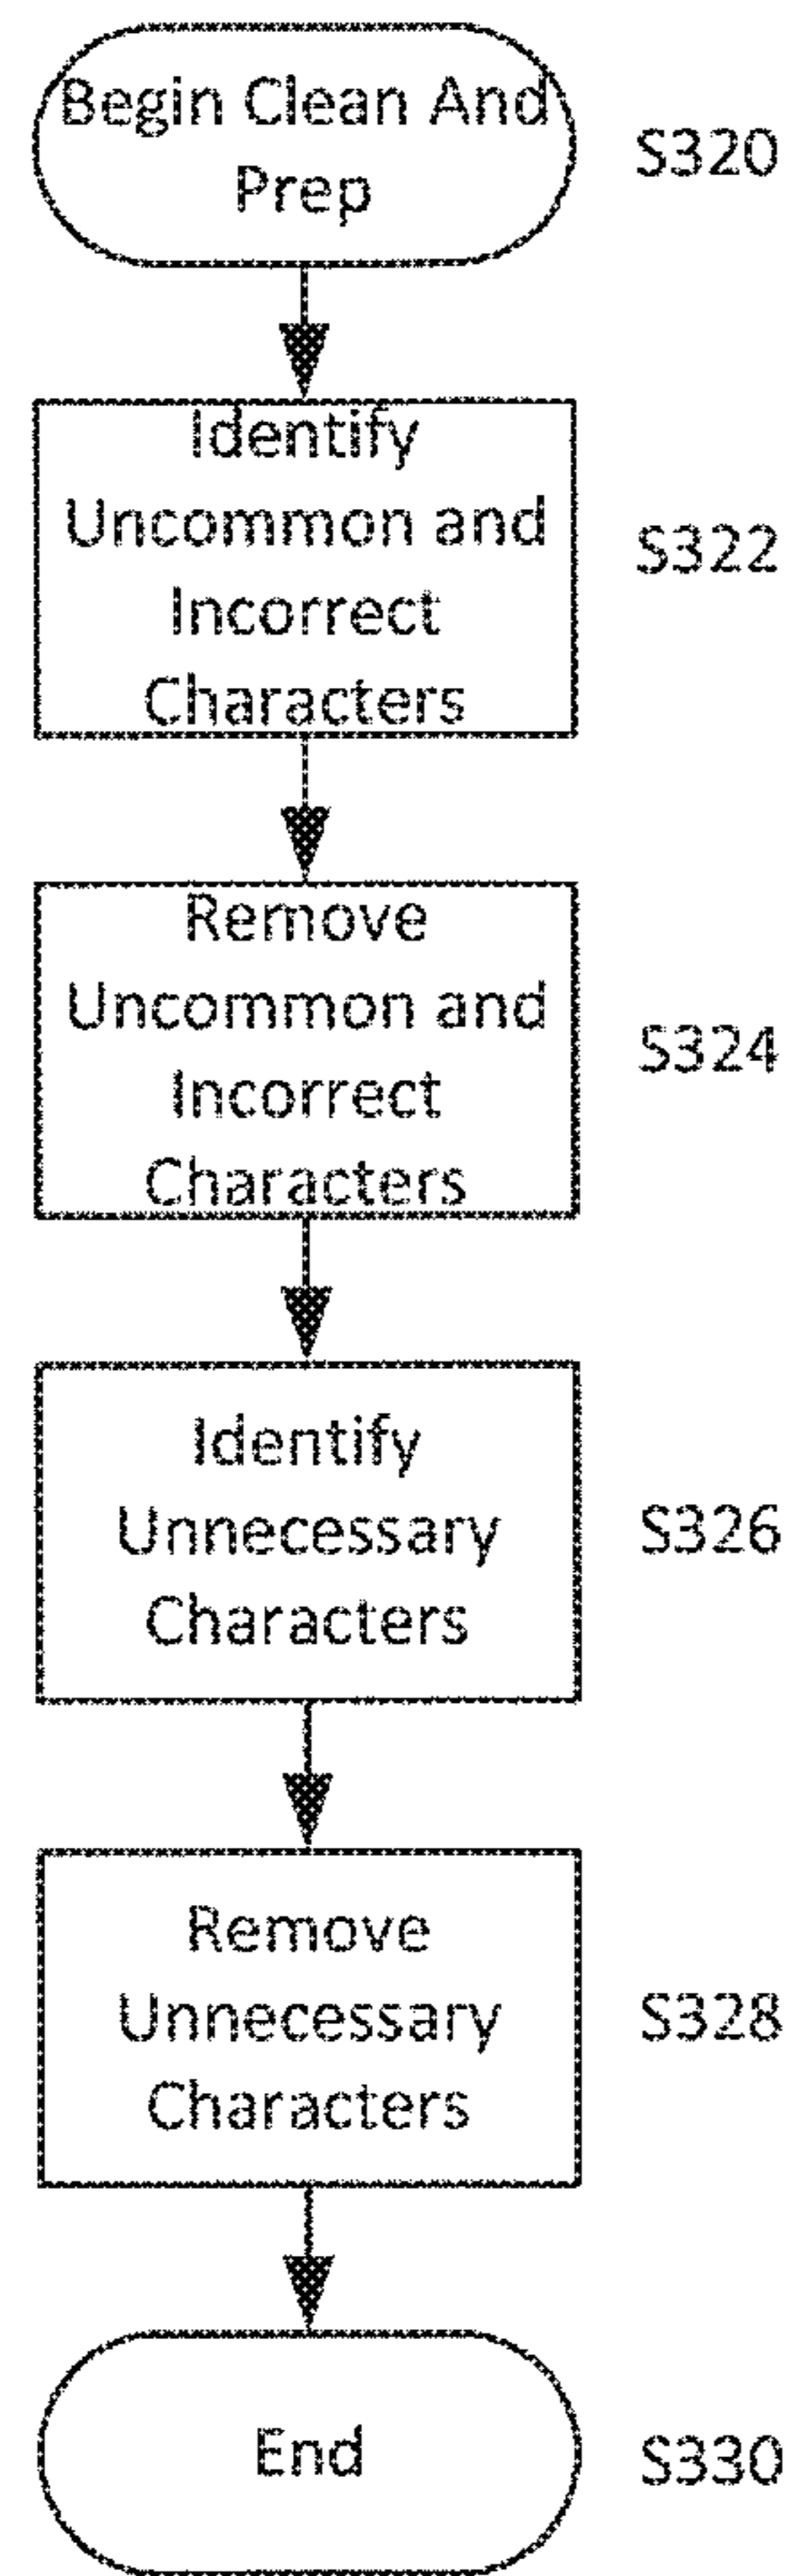 Begin Clean And
Prep
S320
Identify
Uncommon and
Incorrect
Characters
S322
Remove
Uncommon and
Incorrect
Characters
S324
Identify
Unnecessary
Characters
S326
Remove
Unnecessary
Characters
S328
End
S330